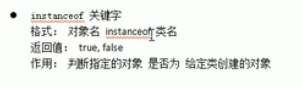 ● instanceof 关键字
格式： 对象名 instanceof 类名
返回值： true, false
作用： 判断指定的对象 是否为 给定类创建的对象